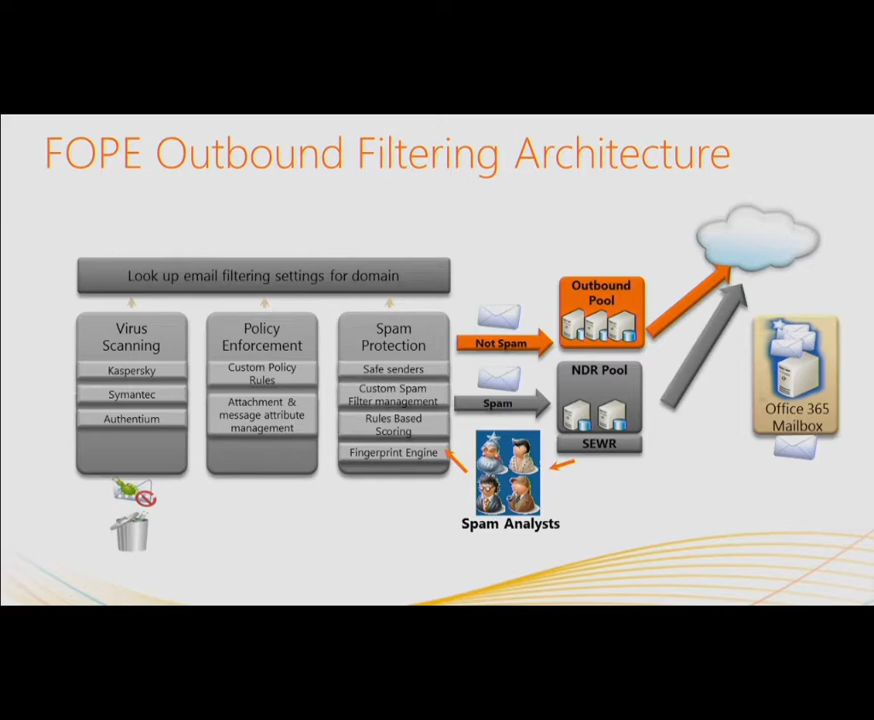 FOPE Outbound Filtering Architecture
Look up email filtering settings for domain
Virus
Scanning
Kaspersky
Symantec
Authentium
Policy
Enforcement
Custom Policy
Rules
Attachment &
message attribute
management
Spam
Protection
Safe senders
Custom Spam
Filter management
Rules Based
Scoring
Fingerprint Engine
Not Spam
Spam
Outbound
Pool
NDR Pool
SEWR
Spam Analysts
Office 365
Mailbox